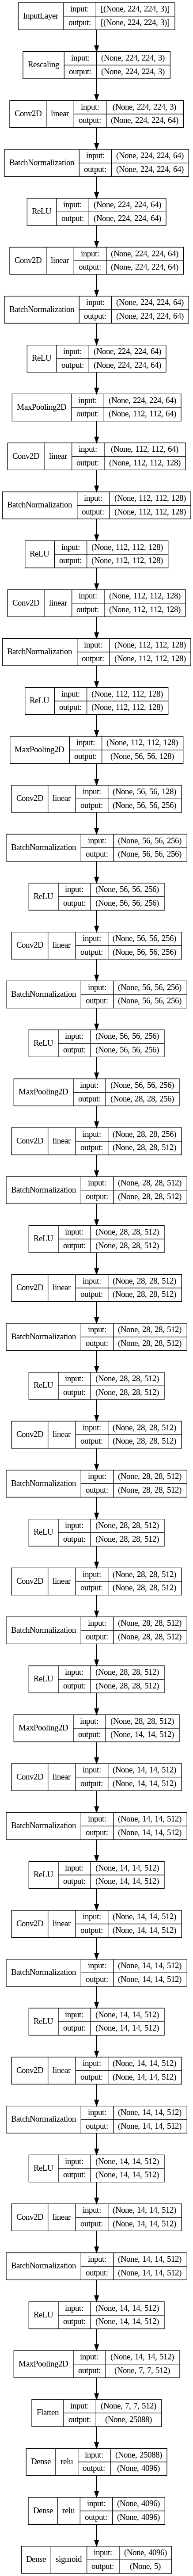 InputLayer input: [(None, 224, 224, 3)]
output: [(None, 224, 224, 3)]
Rescaling input: (None, 224, 224, 3)
output: (None, 224, 224, 3)
Conv2D linear input: (None, 224, 224, 3)
output: (None, 224, 224, 64)
BatchNormalization input: (None, 224, 224, 64)
output: (None, 224, 224, 64)
ReLU input: (None, 224, 224, 64)
output: (None, 224, 224, 64)
Conv2D linear input: (None, 224, 224, 64)
output: (None, 224, 224, 64)
BatchNormalization input: (None, 224, 224, 64)
output: (None, 224, 224, 64)
ReLU input: (None, 224, 224, 64)
output: (None, 224, 224, 64)
MaxPooling2D input: (None, 224, 224, 64)
output: (None, 112, 112, 64)
Conv2D linear input: (None, 112, 112, 64)
output: (None, 112, 112, 128)
BatchNormalization input: (None, 112, 112, 128)
output: (None, 112, 112, 128)
ReLU input: (None, 112, 112, 128)
output: (None, 112, 112, 128)
Conv2D linear input: (None, 112, 112, 128)
output: (None, 112, 112, 128)
BatchNormalization input: (None, 112, 112, 128)
output: (None, 112, 112, 128)
ReLU input: (None, 112, 112, 128)
output: (None, 112, 112, 128)
MaxPooling2D input: (None, 112, 112, 128)
output: (None, 56, 56, 128)
Conv2D linear input: (None, 56, 56, 128)
output: (None, 56, 56, 256)
BatchNormalization input: (None, 56, 56, 256)
output: (None, 56, 56, 256)
ReLU input: (None, 56, 56, 256)
output: (None, 56, 56, 256)
Conv2D linear input: (None, 56, 56, 256)
output: (None, 56, 56, 256)
BatchNormalization input: (None, 56, 56, 256)
output: (None, 56, 56, 256)
ReLU input: (None, 56, 56, 256)
output: (None, 56, 56, 256)
MaxPooling2D input: (None, 56, 56, 256)
output: (None, 28, 28, 256)
Conv2D linear input: (None, 28, 28, 256)
output: (None, 28, 28, 512)
BatchNormalization input: (None, 28, 28, 512)
output: (None, 28, 28, 512)
ReLU input: (None, 28, 28, 512)
output: (None, 28, 28, 512)
Conv2D linear input: (None, 28, 28, 512)
output: (None, 28, 28, 512)
BatchNormalization input: (None, 28, 28, 512)
output: (None, 28, 28, 512)
ReLU input: (None, 28, 28, 512)
output: (None, 28, 28, 512)
Conv2D linear input: (None, 28, 28, 512)
output: (None, 28, 28, 512)
BatchNormalization input: (None, 28, 28, 512)
output: (None, 28, 28, 512)
ReLU input: (None, 28, 28, 512)
output: (None, 28, 28, 512)
Conv2D linear input: (None, 28, 28, 512)
output: (None, 28, 28, 512)
BatchNormalization input: (None, 28, 28, 512)
output: (None, 28, 28, 512)
ReLU input: (None, 28, 28, 512)
output: (None, 28, 28, 512)
MaxPooling2D input: (None, 28, 28, 512)
output: (None, 14, 14, 512)
Conv2D linear input: (None, 14, 14, 512)
output: (None, 14, 14, 512)
BatchNormalization input: (None, 14, 14, 512)
output: (None, 14, 14, 512)
ReLU input: (None, 14, 14, 512)
output: (None, 14, 14, 512)
Conv2D linear input: (None, 14, 14, 512)
output: (None, 14, 14, 512)
BatchNormalization input: (None, 14, 14, 512)
output: (None, 14, 14, 512)
ReLU input: (None, 14, 14, 512)
output: (None, 14, 14, 512)
Conv2D linear input: (None, 14, 14, 512)
output: (None, 14, 14, 512)
BatchNormalization input: (None, 14, 14, 512)
output: (None, 14, 14, 512)
ReLU input: (None, 14, 14, 512)
output: (None, 14, 14, 512)
Conv2D linear input: (None, 14, 14, 512)
output: (None, 14, 14, 512)
BatchNormalization input: (None, 14, 14, 512)
output: (None, 14, 14, 512)
ReLU input: (None, 14, 14, 512)
output: (None, 14, 14, 512)
MaxPooling2D input: (None, 14, 14, 512)
output: (None, 7, 7, 512)
Flatten input: (None, 7, 7, 512)
output: (None, 25088)
Dense relu input: (None, 25088)
output: (None, 4096)
Dense relu input: (None, 4096)
output: (None, 4096)
Dense sigmoid input: (None, 4096)
output: (None, 5)